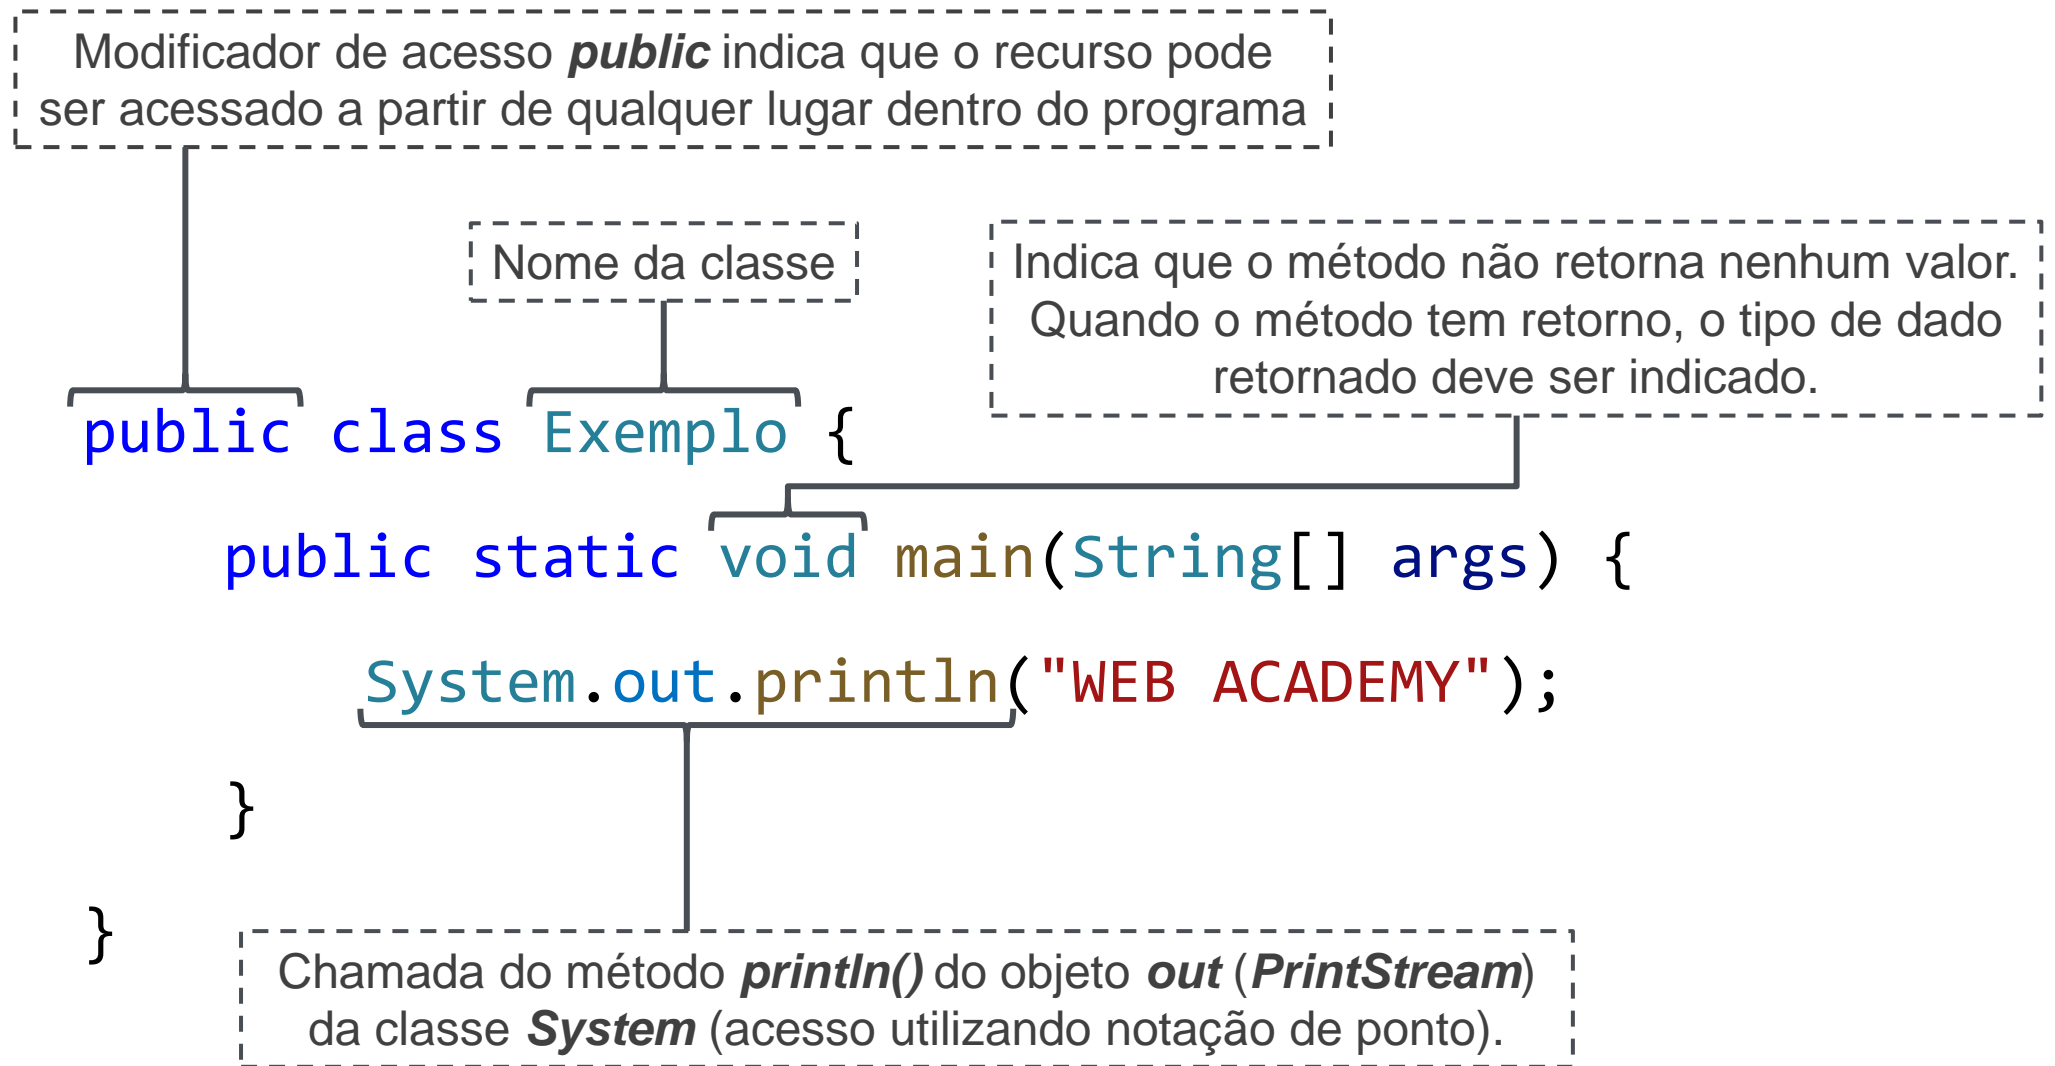 Modificador de acesso public indica que o recurso pode
ser acessado a partir de qualquer lugar dentro do programa
Nome da classe
Indica que o método não retorna nenhum valor.
Quando o método tem retorno, o tipo de dado
retornado deve ser indicado.
public class Exemplo {
public static void main(String[] args) {
System.out.println("WEB ACADEMY");
}
}
Chamada do método println() do objeto out (PrintStream)
da classe System (acesso utilizando notação de ponto).